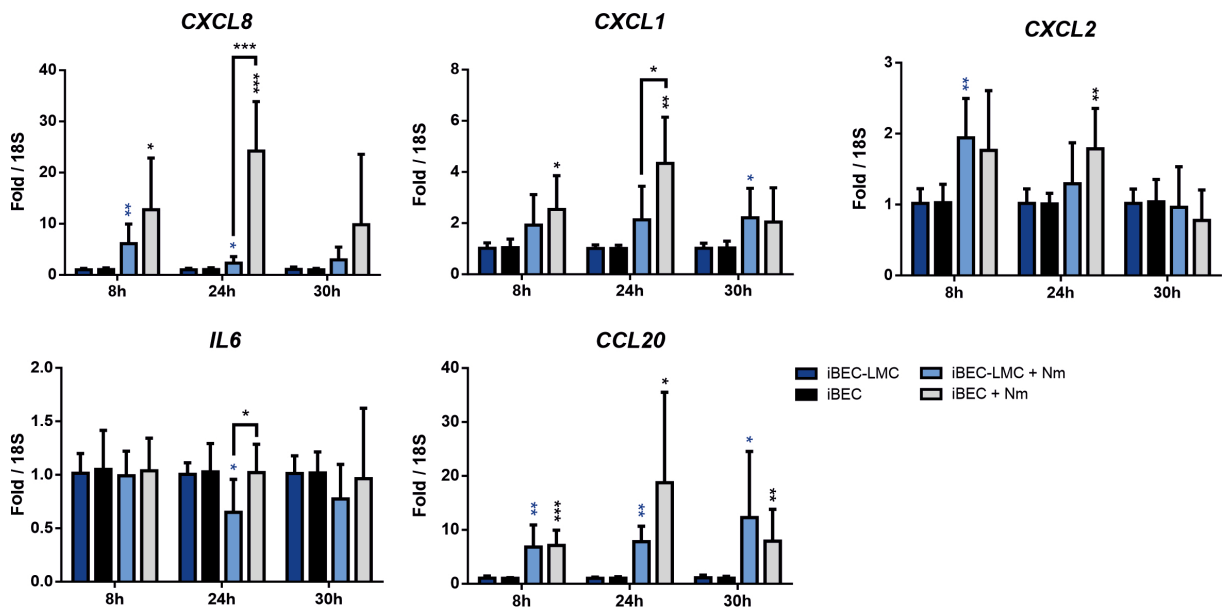 CXCL8
Fold / 18S
40
30
20
10
0
***
**
*
*
***
8h
24h
30h
CXCL1
Fold / 18S
8
6
4
2
0
*
*
**
*
8h
24h
30h
CXCL2
Fold / 18S
3
2
1
0
**
**
8h
24h
30h
IL6
Fold / 18S
2.0
1.5
1.0
0.5
0.0
*
*
8h
24h
30h
CCL20
Fold / 18S
40
30
20
10
0
**
***
**
*
*
**
8h
24h
30h
iBEC-LMC
iBEC-LMC + Nm
iBEC
iBEC + Nm